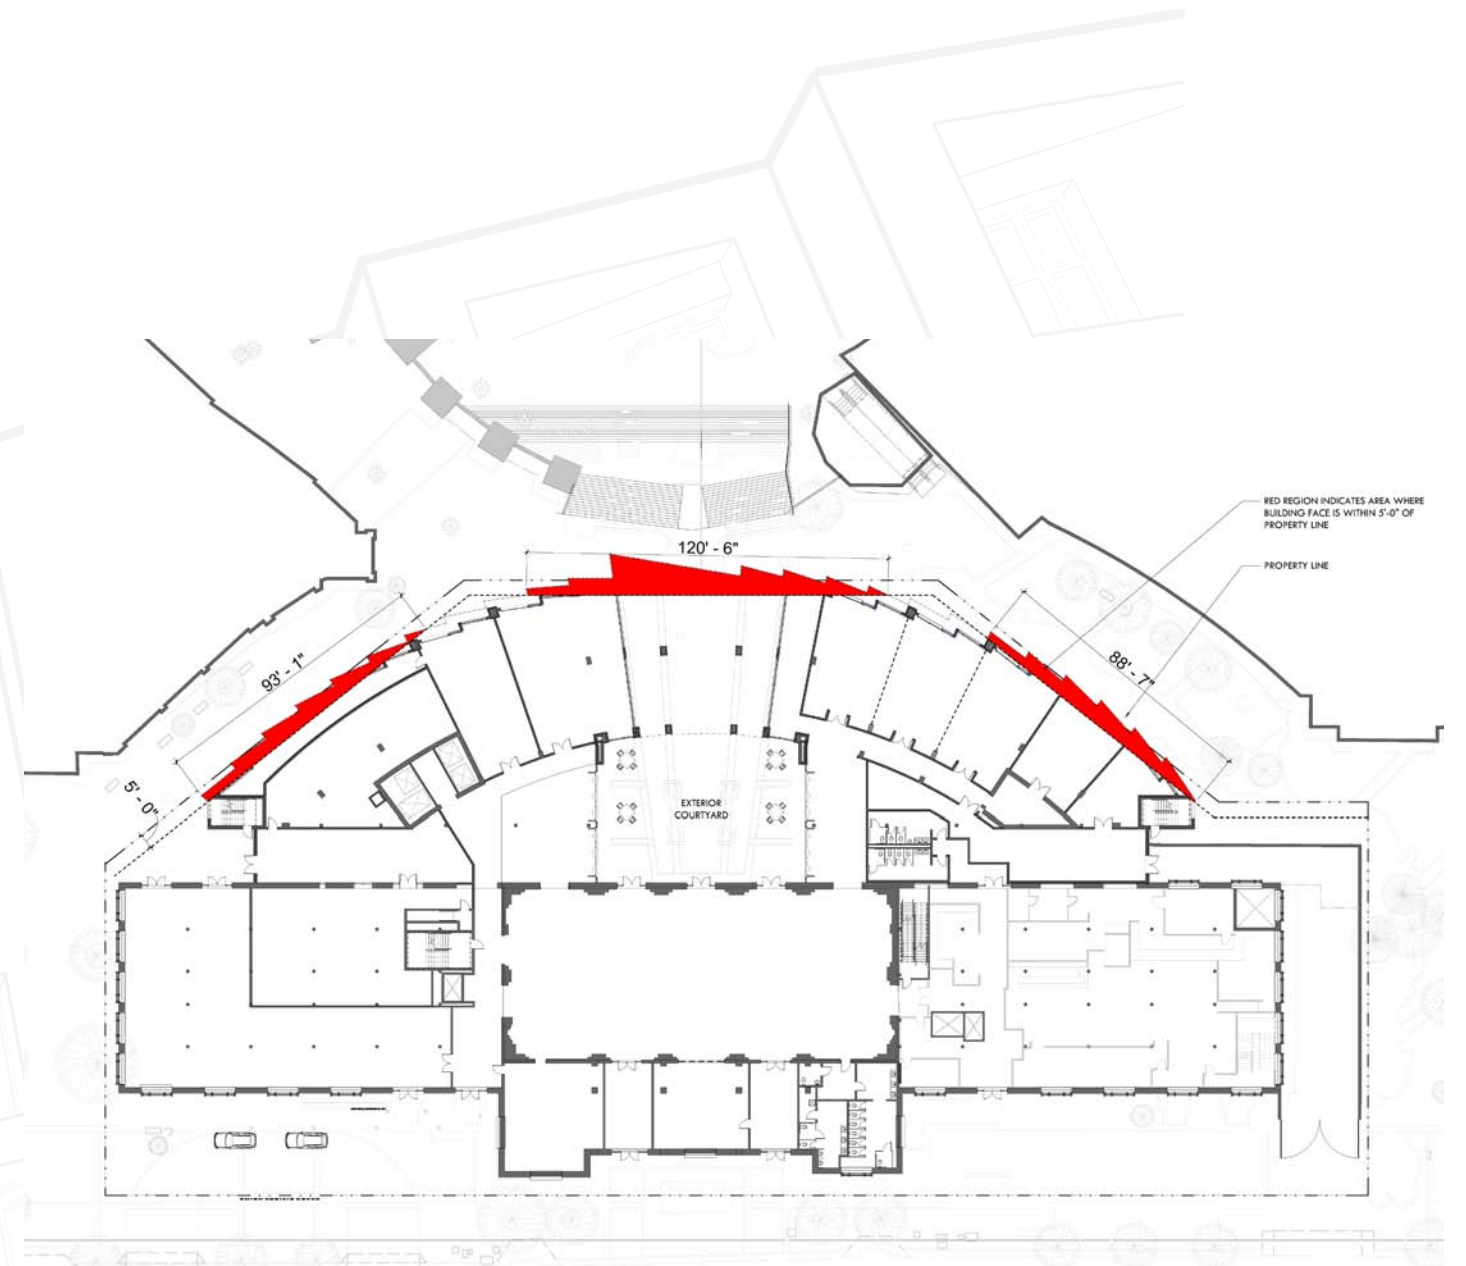 RED REGION INDICATES AREA WHERE
BUILDING FACE IS WITHIN 5'-0" OF
PROPERTY LINE
120' - 6"
PROPERTY LINE
93' - 1"
88' - 7"
5' - 0"
EXTERIOR
COURTYARD